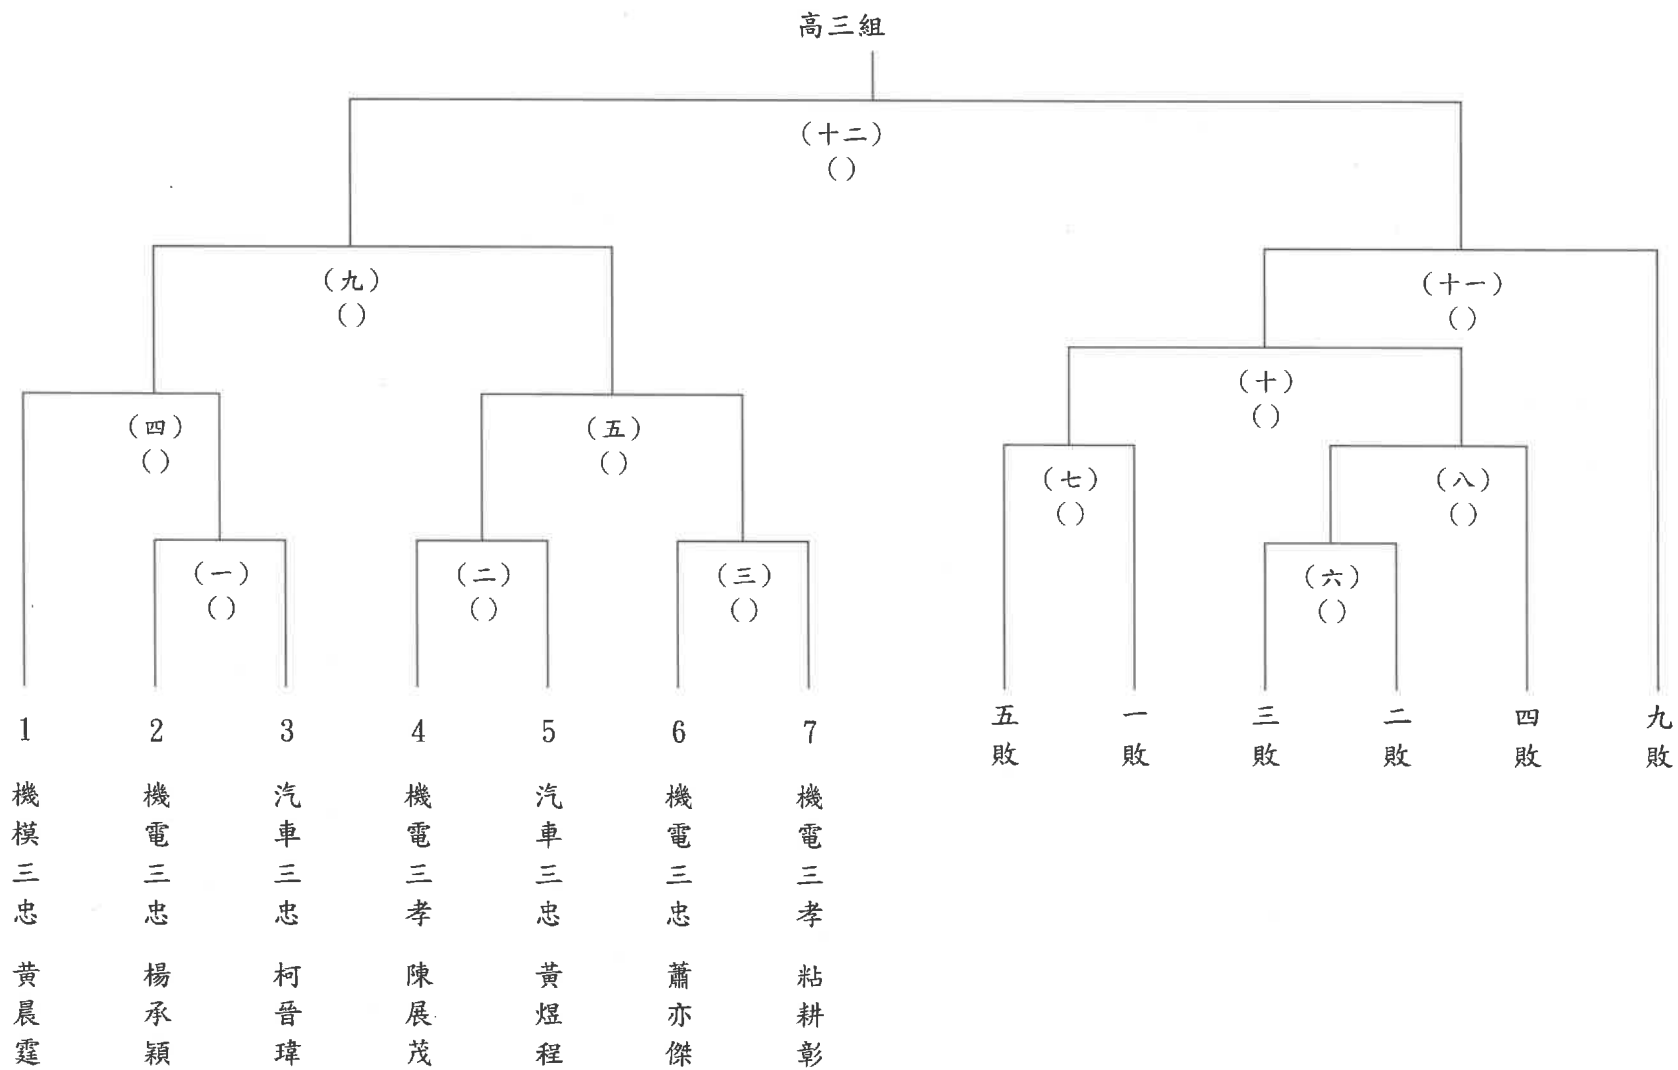 高三組
(十二)
()
(九)
()
(十一)
()
(十)
()
(四)
()
(五)
()
(七)
()
(八)
()
(一)
()
(二)
()
(三)
()
(六)
()
五敗
一敗
三敗
二敗
四敗
九敗
1
機模三忠 黃晨霆
2
機電三忠 楊承穎
3
汽車三忠 柯晉瑋
4
機電三孝 陳展茂
5
汽車三忠 黃煜程
6
機電三忠 蕭亦傑
7
機電三孝 粘耕彰